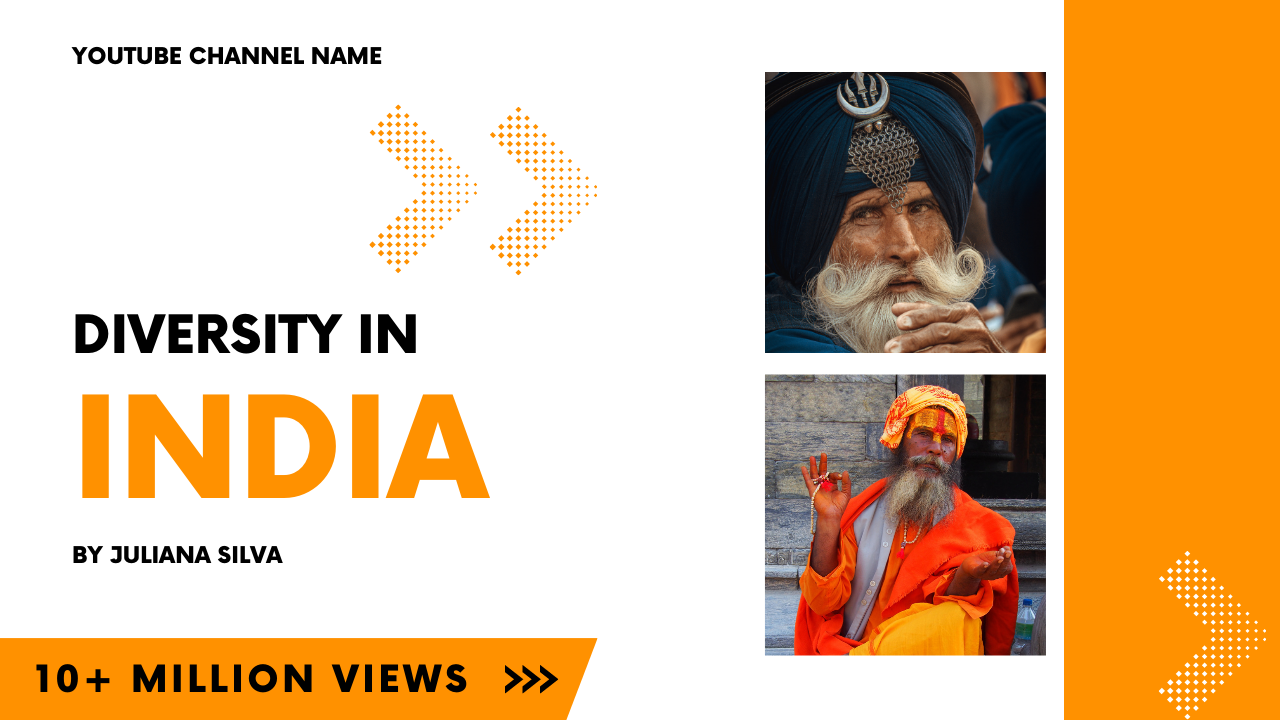 YOUTUBE CHANNEL NAME
DIVERSITY IN
INDIA
BY JULIANA SILVA
10+ MILLION VIEWS